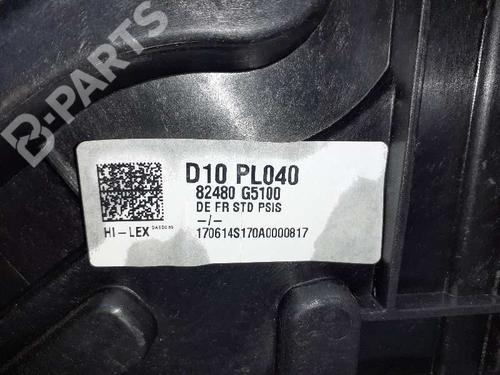 B-PARTS
D10 PL040
82480 G5100
DE FR STD PSIS
-/-
HI-LEX
170614S170A0000817